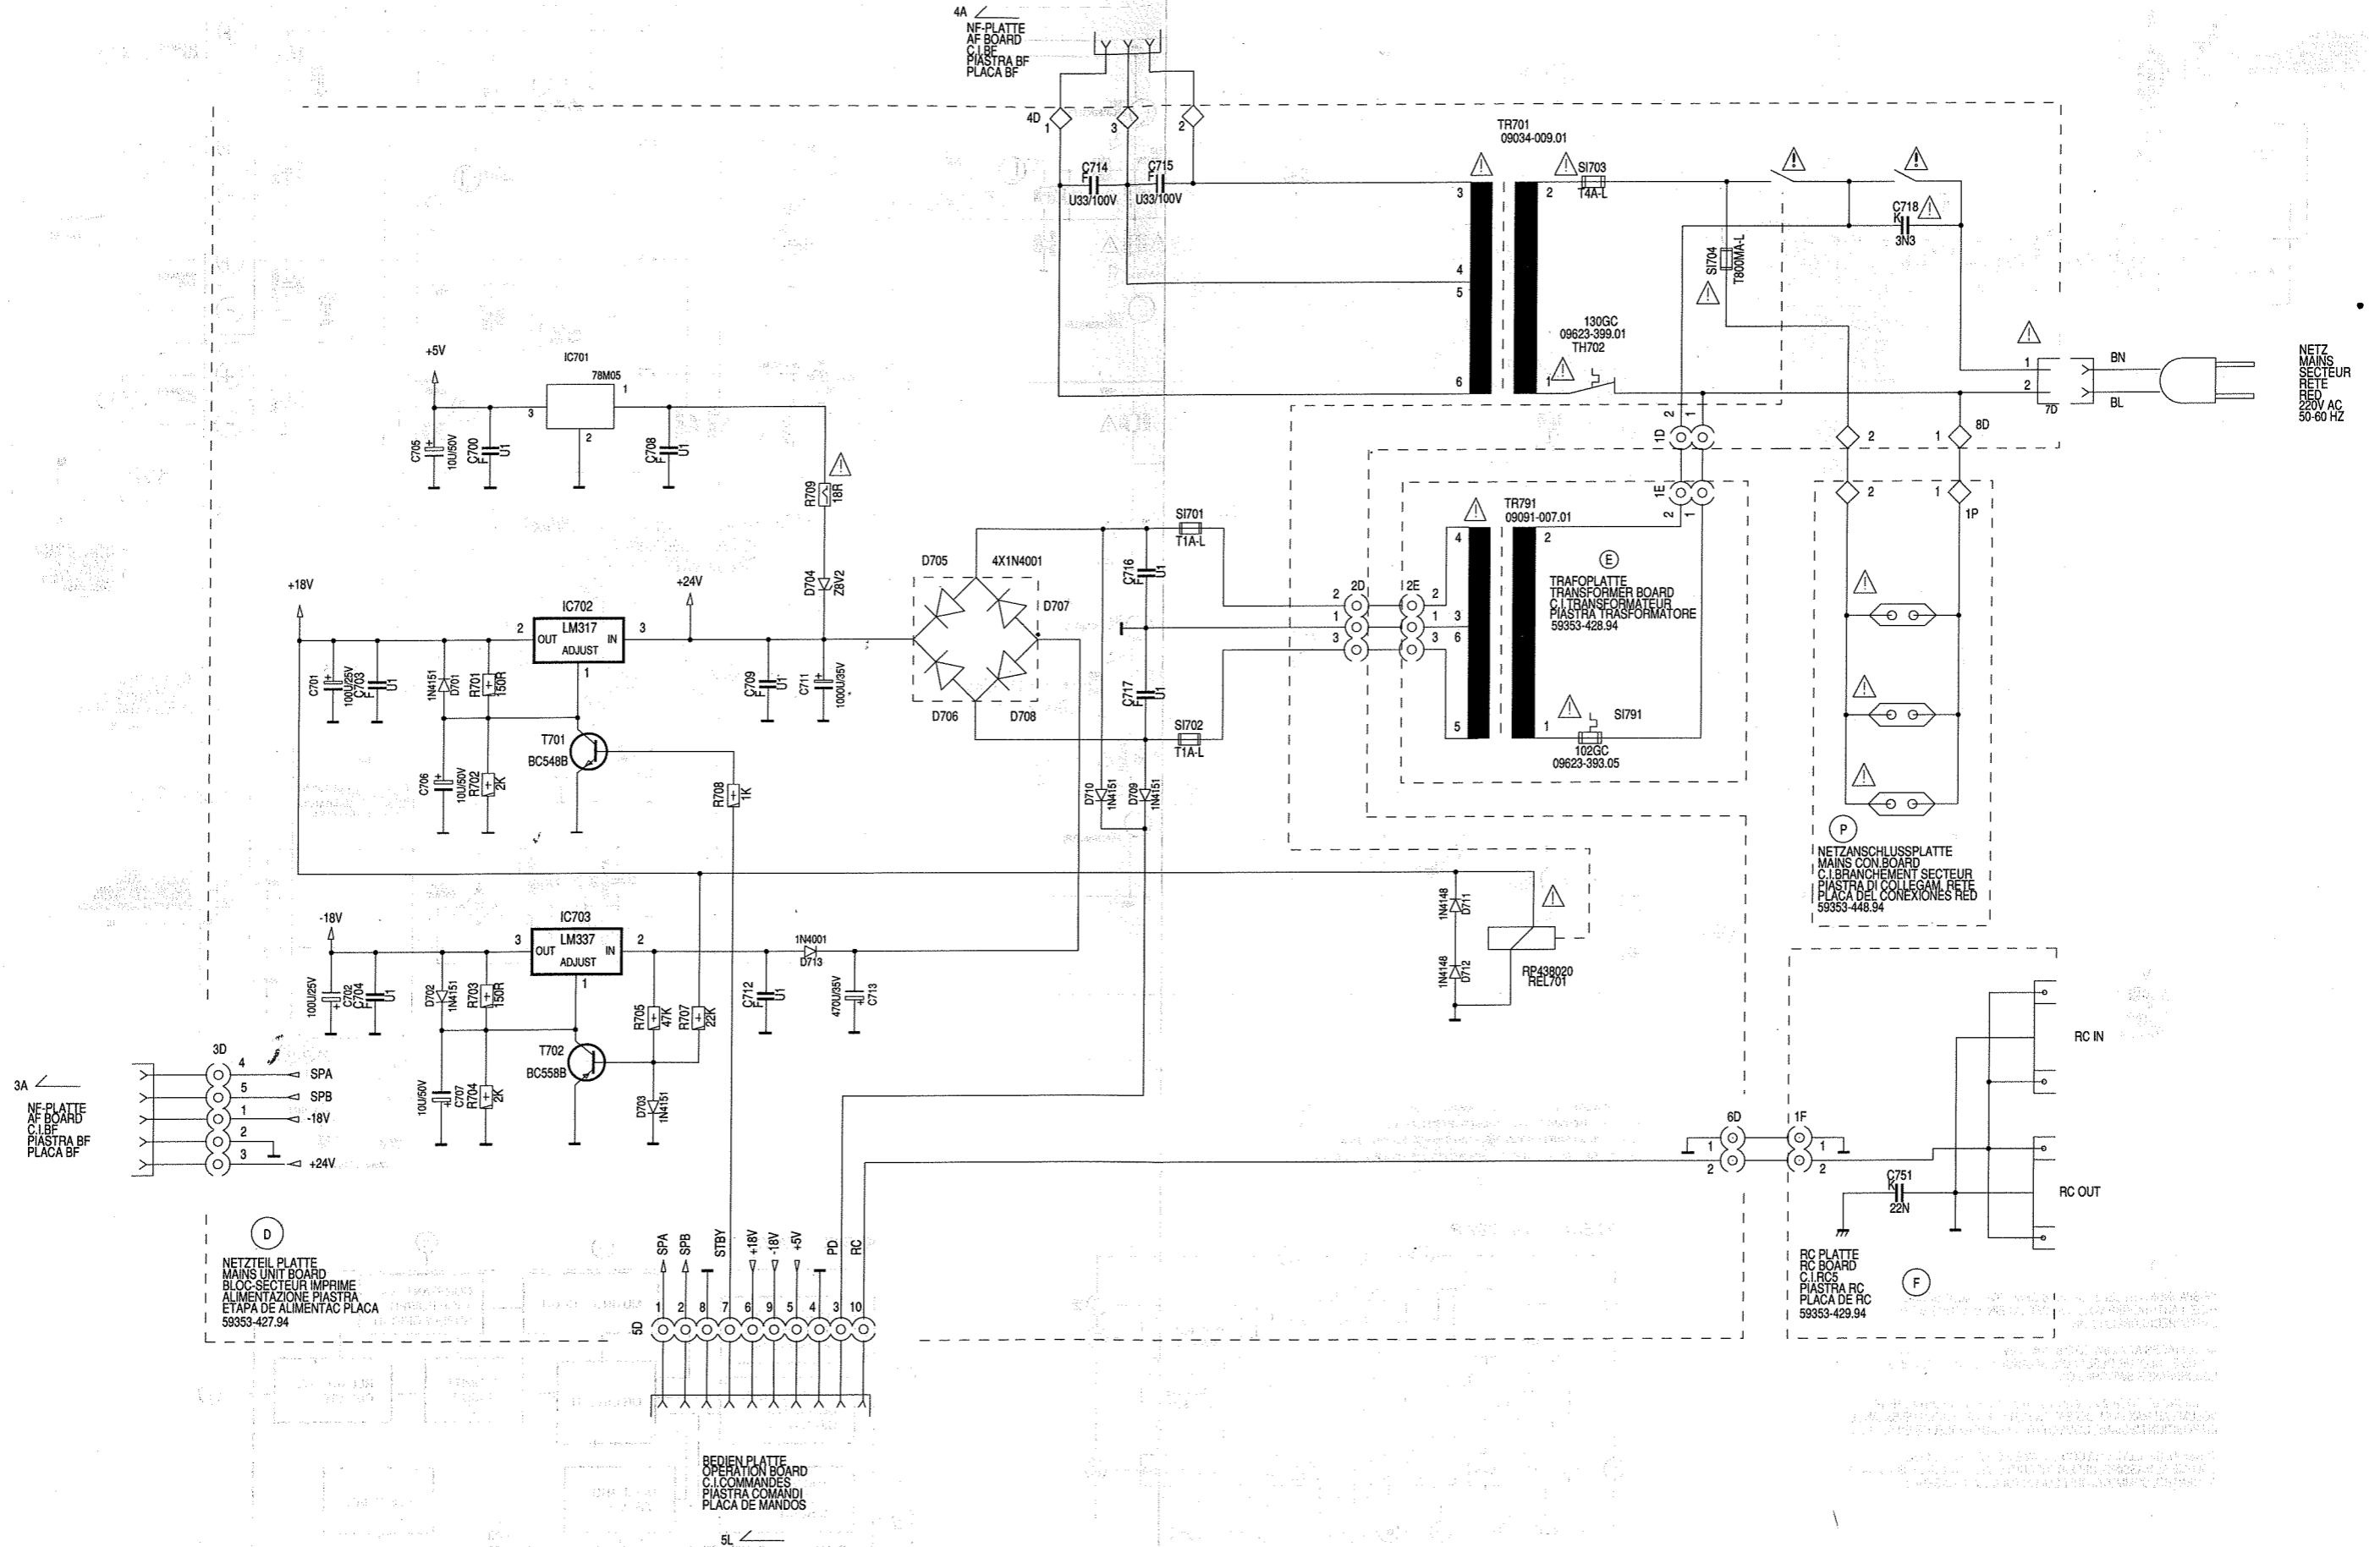 4A
NF-PLATTE
AF BOARD
C.I.BF
PIASTRA BF
PLACA BF
4D
1
3
2
C714
F
U33/100V
C715
F
U33/100V
TR701
09034-009.01
3
4
5
6
2
1
SI703
T4A-L
C718
K
3N3
SI704
T800MA-L
130GC
09623-399.01
TH702
1
2
7D
BN
BL
NETZ
MAINS
SECTEUR
RETE
RED
220V AC
50-60 HZ
+5V
IC701
78M05
1
3
2
C705
10U/50V
C700
F
U1
C708
F
U1
R709
18R
D704
Z8V2
1D
2
1
1E
2
1
2
1
8D
2
1
1P
+18V
IC702
LM317
OUT
IN
ADJUST
2
3
1
+24V
C701
100U/25V
C703
F
U1
1N4151
D701
R701
150R
C709
F
U1
C711
1000U/35V
D705
4X1N4001
D707
D706
D708
C716
F
U1
C717
F
U1
SI701
T1A-L
SI702
T1A-L
2D
2E
2
1
3
2
1
3
3
6
4
5
TR791
09091-007.01
2
1
E
TRAFOPLATTE
TRANSFORMER BOARD
C.I.TRANSFORMATEUR
PIASTRA TRASFORMATORE
59353-428.94
SI791
102GC
09623-393.05
T701
BC548B
C706
10U/50V
R702
2K
R708
1K
D710
1N4151
D709
1N4151
P
NETZANSCHLUSSPLATTE
MAINS CON.BOARD
C.I.BRANCHEMENT SECTEUR
PIASTRA DI COLLEGAM. RETE
PLACA DEL CONEXIONES RED
59353-448.94
-18V
IC703
LM337
OUT
IN
ADJUST
3
2
1
100U/25V
C702
C704
F
U1
D702
1N4151
R703
150R
R705
47K
R707
22K
C712
F
U1
1N4001
D713
470U/35V
C713
1N4148
D711
1N4148
D712
RP438020
REL701
T702
BC558B
10U/50V
C707
R704
2K
D703
1N4151
3A
NF-PLATTE
AF BOARD
C.I.BF
PIASTRA BF
PLACA BF
3D
4
SPA
5
SPB
1
-18V
2
3
+24V
6D
1F
1
2
1
2
RC IN
RC OUT
C751
K
22N
RC PLATTE
RC BOARD
C.I.RC5
PIASTRA RC
PLACA DE RC
59353-429.94
F
D
NETZTEIL PLATTE
MAINS UNIT BOARD
BLOC-SECTEUR IMPRIME
ALIMENTAZIONE PIASTRA
ETAPA DE ALIMENTAC PLACA
59353-427.94
SPA
SPB
STBY
+18V
-18V
+5V
PD
RC
5D
1
2
8
7
6
9
5
4
3
10
BEDIEN PLATTE
OPERATION BOARD
C.I.COMMANDES
PIASTRA COMANDI
PLACA DE MANDOS
5L